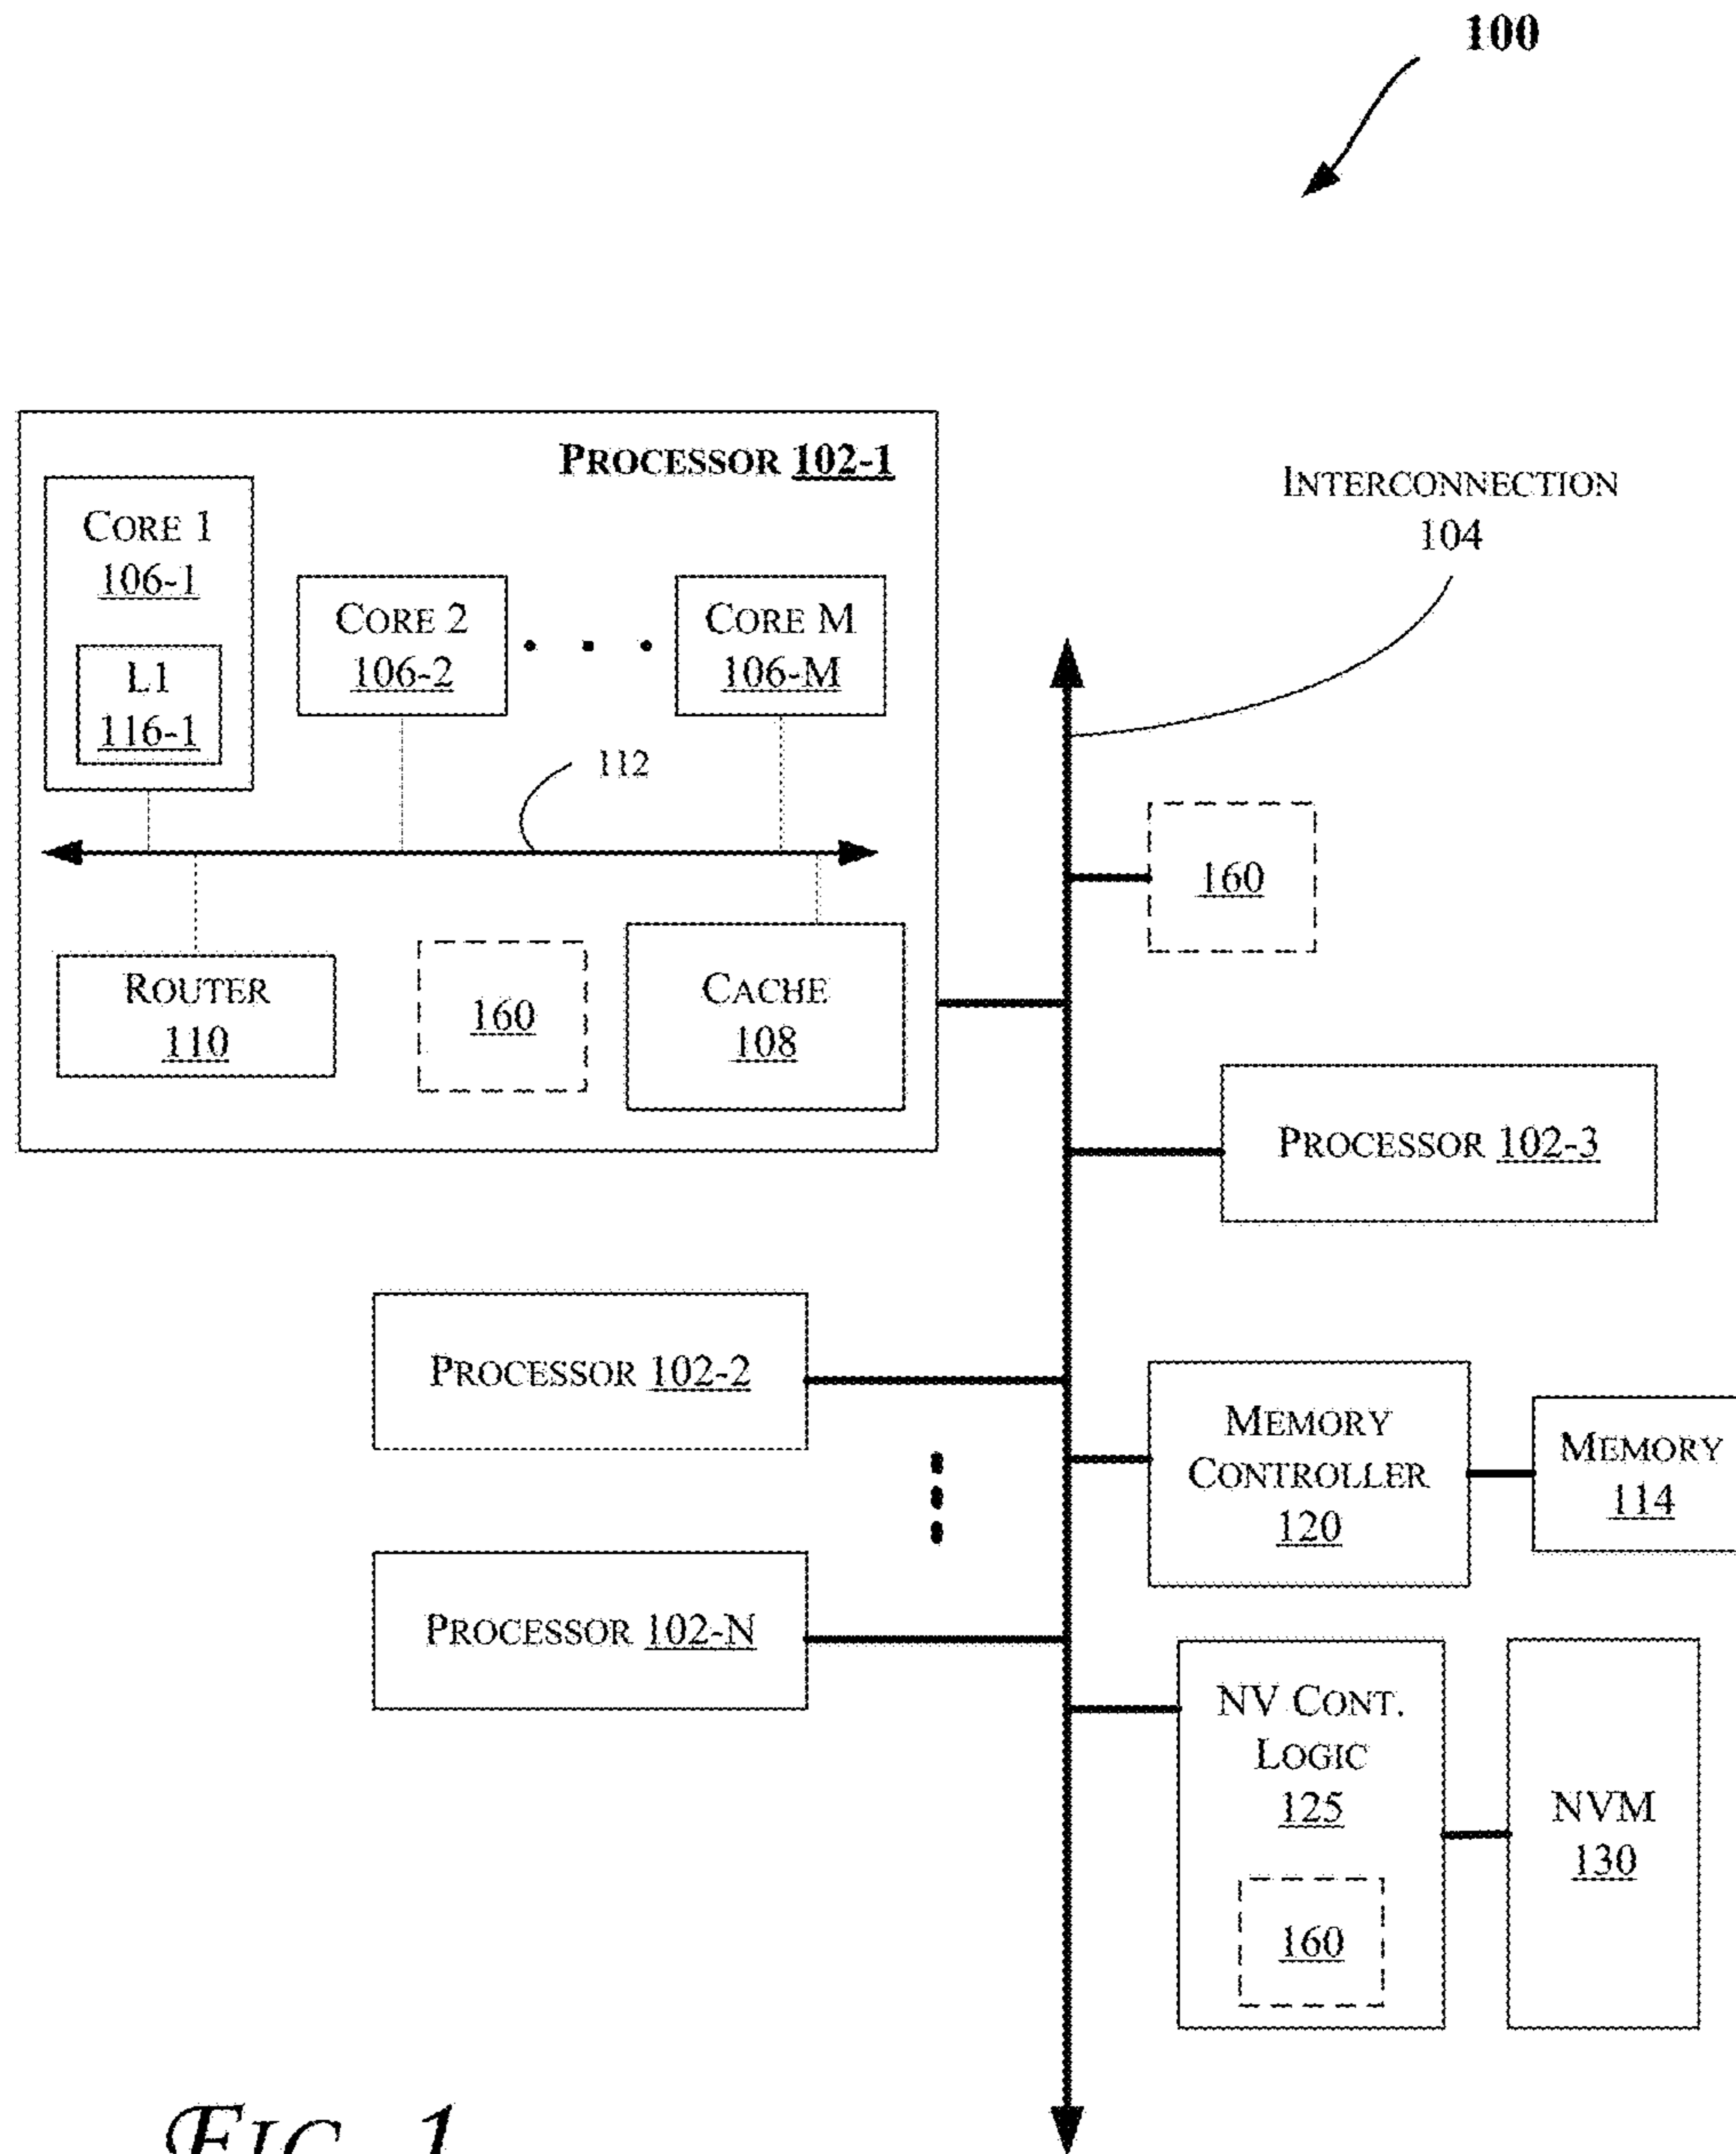 100
PROCESSOR 102-1
CORE 1
106-1
L1
116-1
CORE 2
106-2
CORE M
106-M
112
ROUTER
110
160
CACHE
108
INTERCONNECTION
104
160
PROCESSOR 102-3
PROCESSOR 102-2
MEMORY
CONTROLLER
120
MEMORY
114
PROCESSOR 102-N
NV CONT.
LOGIC
125
160
NVM
130
FIG. 1